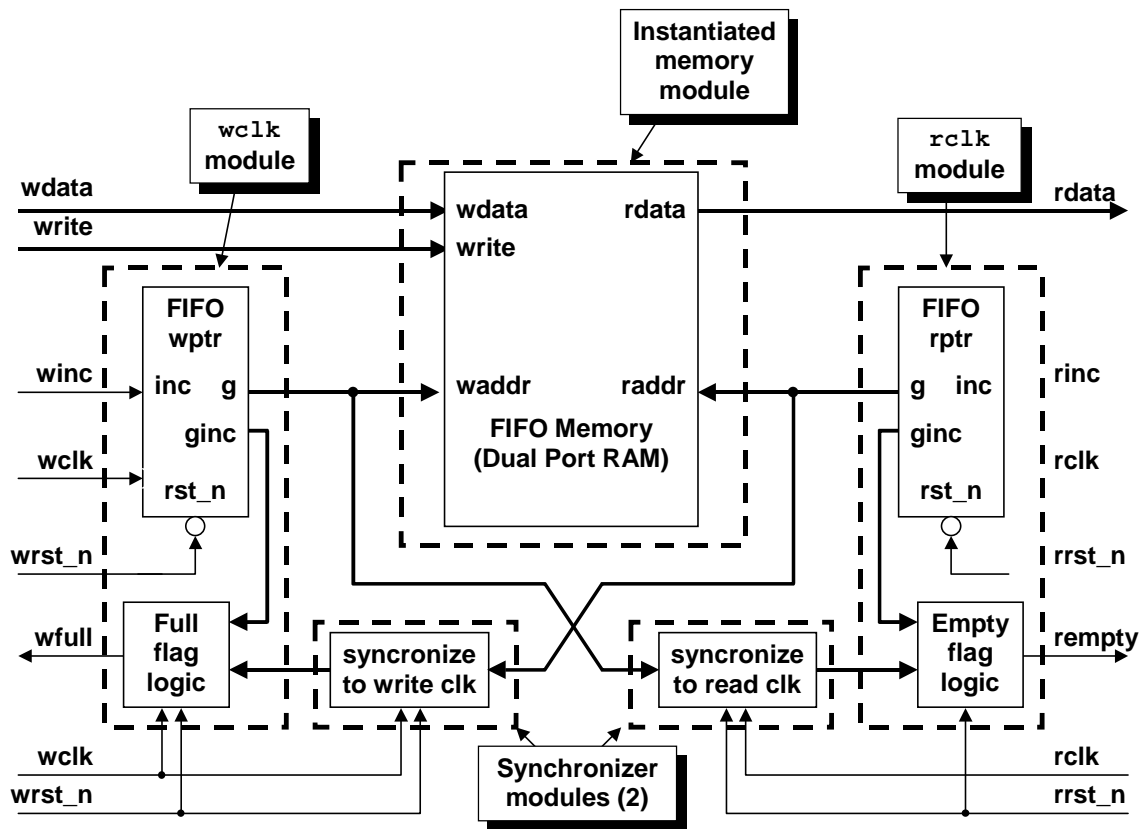 Instantiated
memory
module
wclk
module
rclk
module
wdata
write
wdata
write
rdata
rdata
FIFO
wptr
inc g
ginc
rst_n
winc
wclk
wrst_n
waddr
raddr
FIFO Memory
(Dual Port RAM)
FIFO
rptr
g inc
ginc
rst_n
rinc
rclk
rrst_n
wfull
Full
flag
logic
syncronize
to write clk
syncronize
to read clk
Empty
flag
logic
rempty
wclk
wrst_n
Synchronizer
modules (2)
rclk
rrst_n